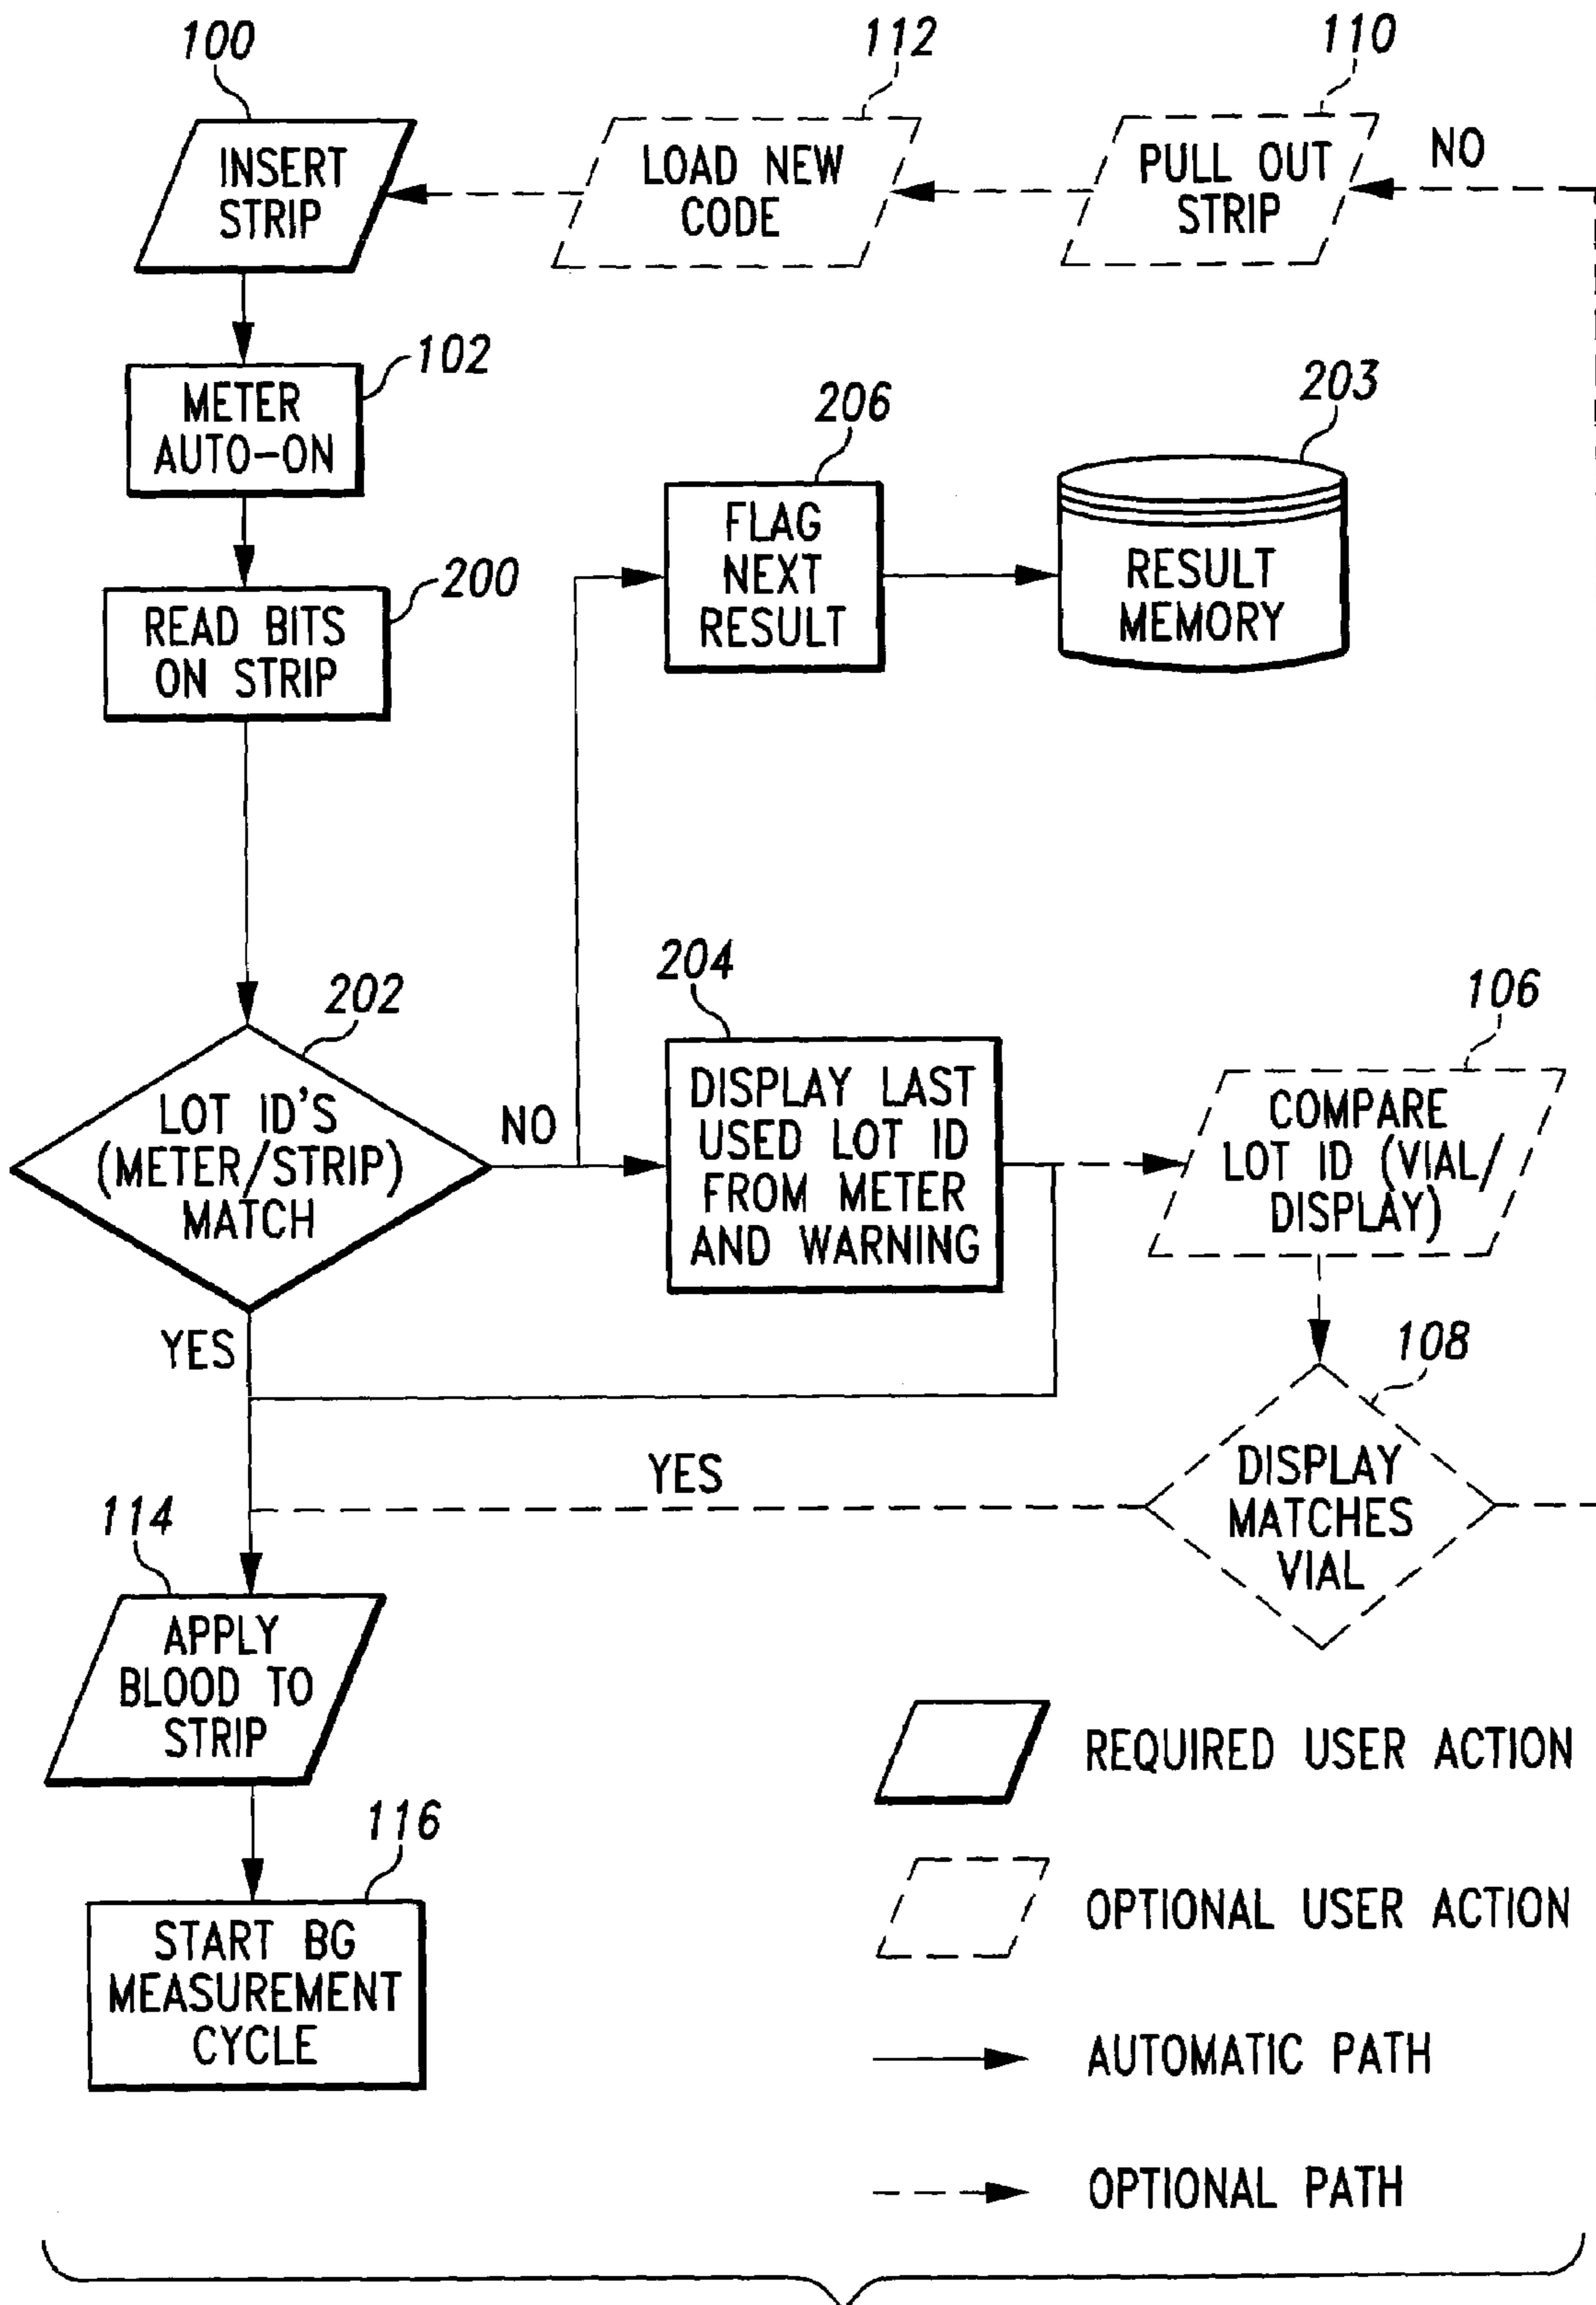 100
112
110
INSERT
STRIP
LOAD NEW
CODE
PULL OUT
STRIP
NO
102
METER
AUTO-ON
206
203
FLAG
NEXT
RESULT
RESULT
MEMORY
200
READ BITS
ON STRIP
202
204
106
LOT ID'S
(METER/STRIP)
MATCH
NO
DISPLAY LAST
USED LOT ID
FROM METER
AND WARNING
COMPARE
LOT ID (VIAL/
DISPLAY)
YES
108
YES
DISPLAY
MATCHES
VIAL
114
APPLY
BLOOD TO
STRIP
116
START BG
MEASUREMENT
CYCLE
REQUIRED USER ACTION
OPTIONAL USER ACTION
AUTOMATIC PATH
OPTIONAL PATH